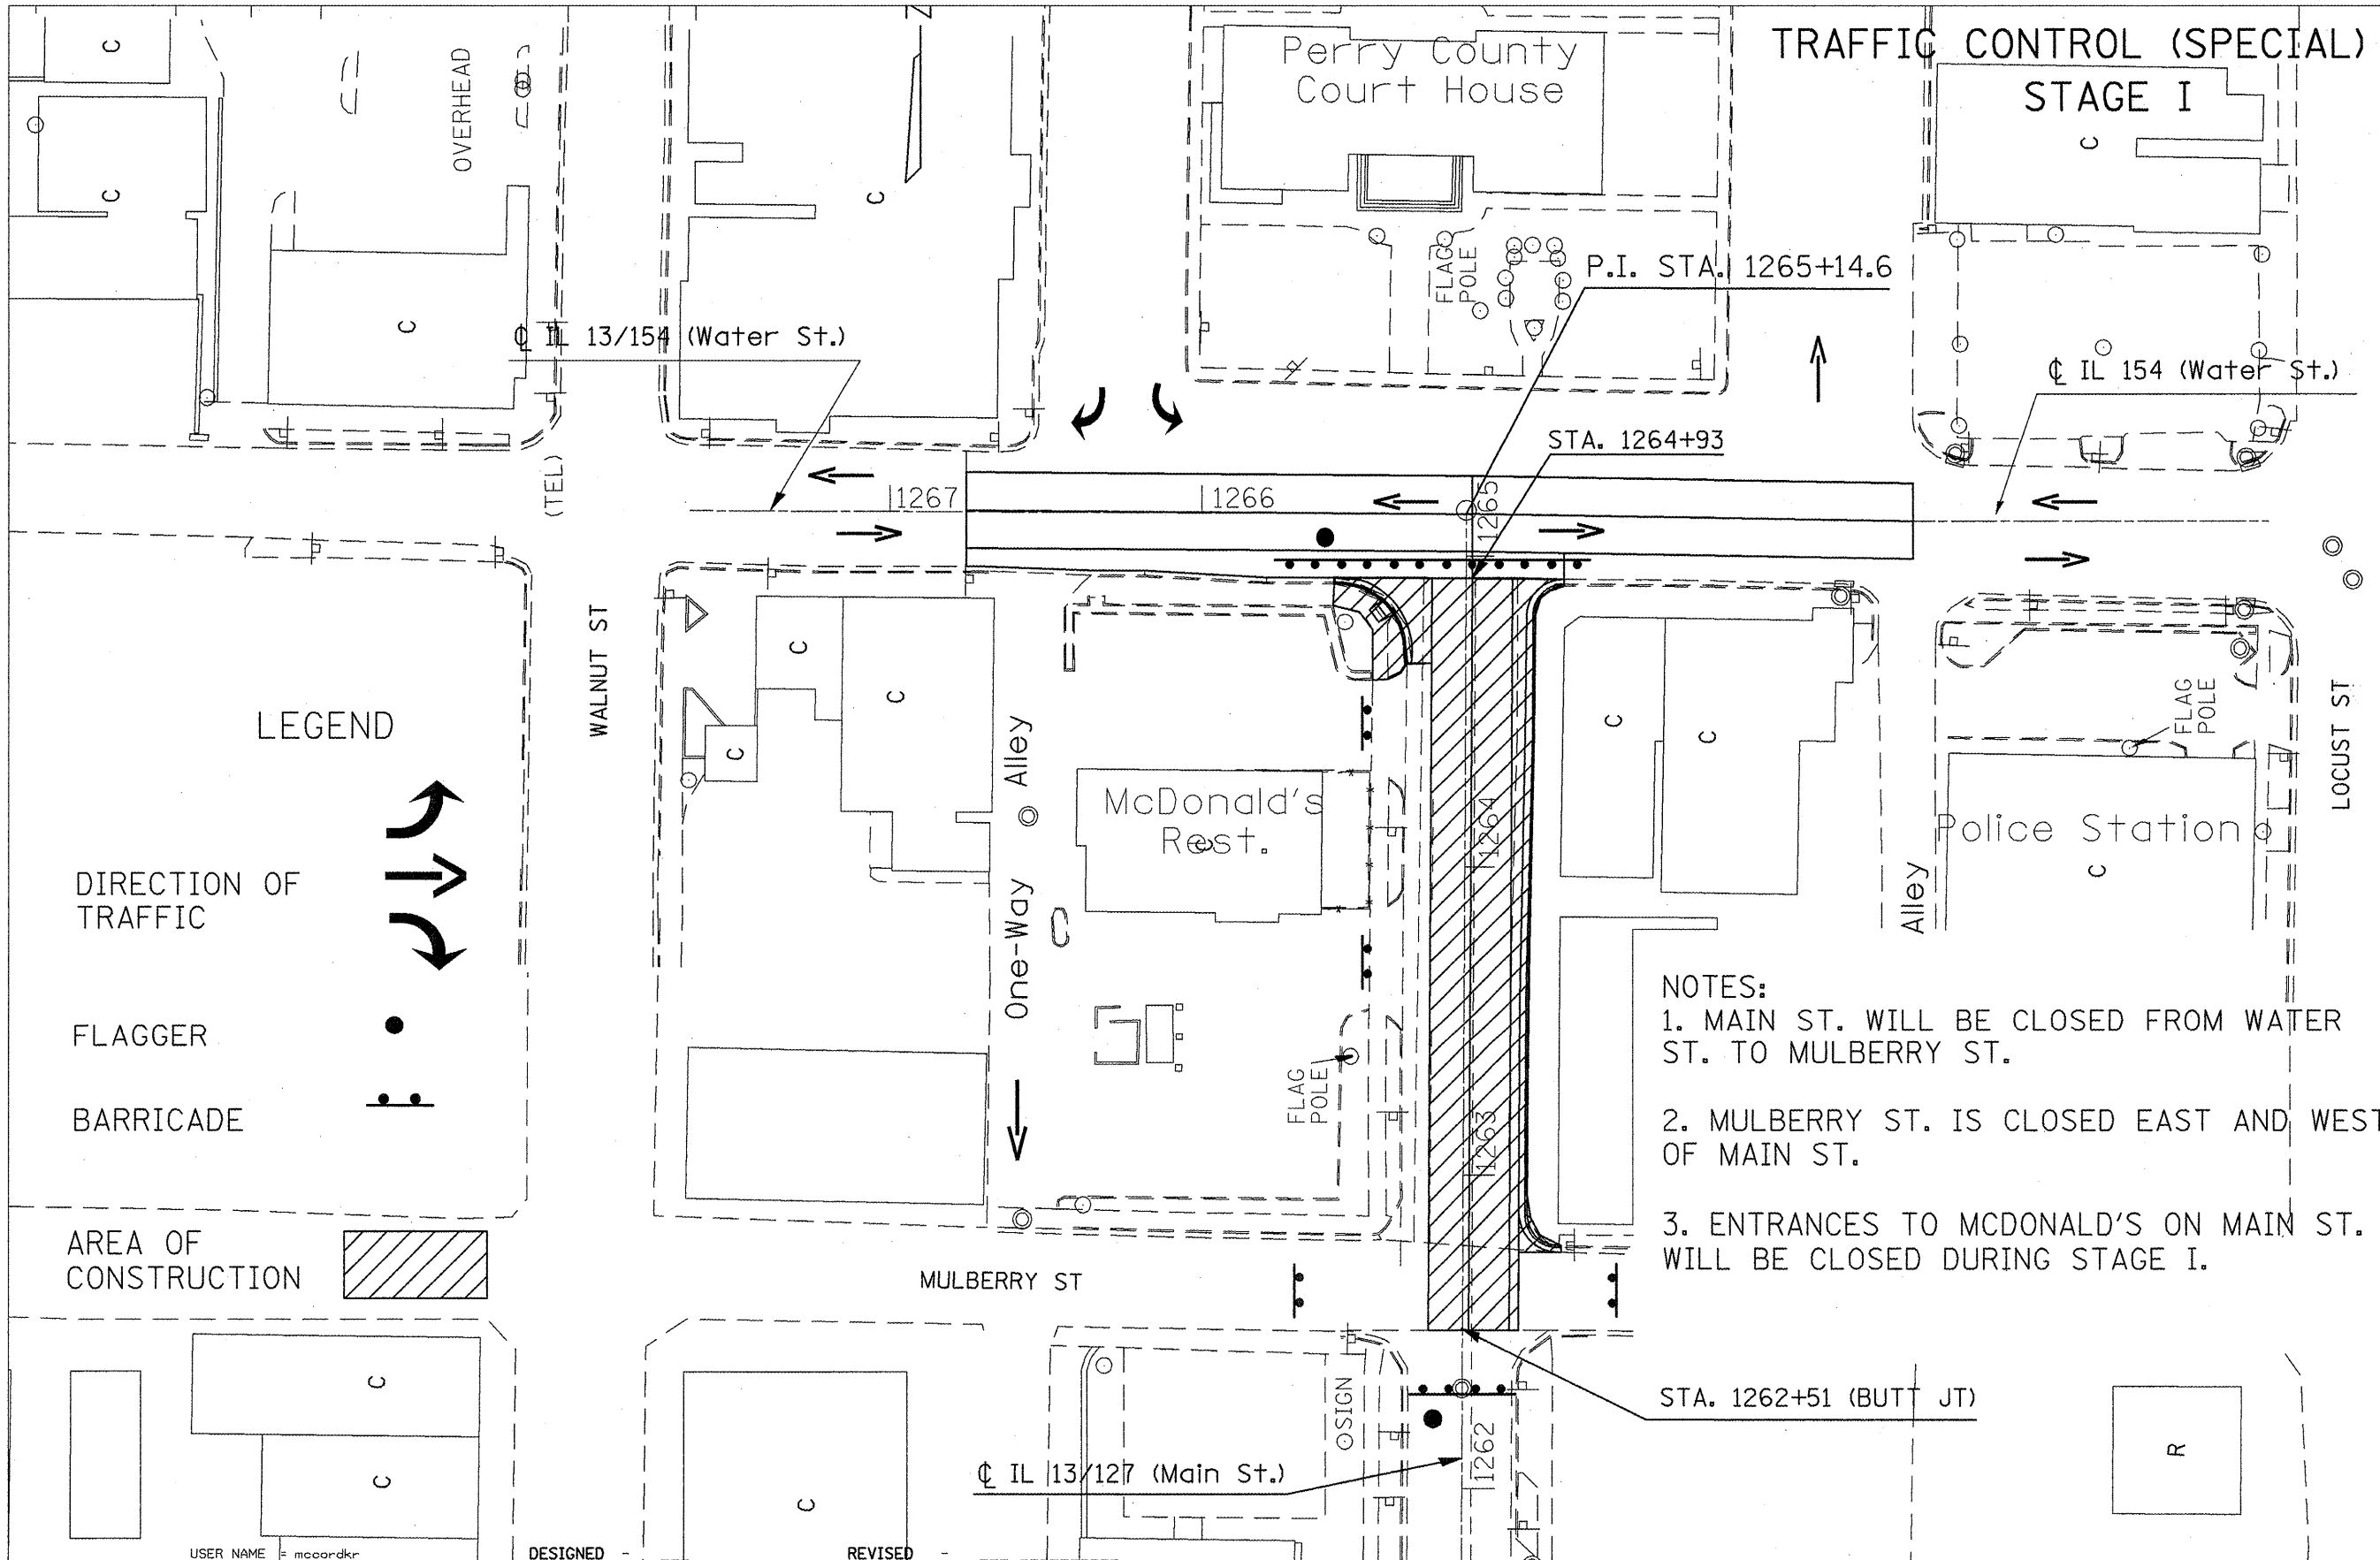 TRAFFIC CONTROL (SPECIAL)
STAGE I
Perry County
Court House
C
C
C
C
C
OVERHEAD
(TEL)
FLAG
POLE
P.I. STA. 1265+14.6
℄ IL 13/154 (Water St.)
℄ IL 154 (Water St.)
STA. 1264+93
1267
1266
1265
WALNUT ST
C
C
C
One-Way Alley
McDonald's
Rest.
C
1264
1263
C
C
Alley
FLAG
POLE
Police Station
C
LOCUST ST
LEGEND
DIRECTION OF
TRAFFIC
FLAGGER
BARRICADE
AREA OF
CONSTRUCTION
FLAG
POLE
NOTES:
1. MAIN ST. WILL BE CLOSED FROM WATER
ST. TO MULBERRY ST.
2. MULBERRY ST. IS CLOSED EAST AND WEST
OF MAIN ST.
3. ENTRANCES TO MCDONALD'S ON MAIN ST.
WILL BE CLOSED DURING STAGE I.
MULBERRY ST
STA. 1262+51 (BUTT JT)
SIGN
1262
℄ IL 13/127 (Main St.)
C
C
C
R
USER NAME = mccordkr
DESIGNED -
REVISED -